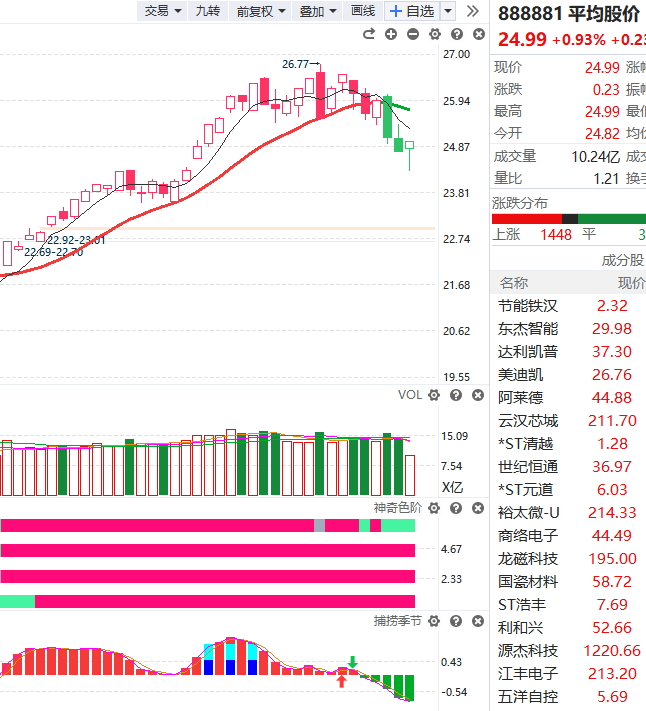 交易 九转 前复权 叠加 画线 +自选
888881 平均股价
24.99 +0.93% +0.23
现价 24.99 涨幅
涨跌 0.23 振幅
最高 24.99
今开 24.82 均价
成交量 10.24亿 成交
量比 1.21 换手
涨跌分布
上涨 1448 平 3
成分股
名称 现价
节能铁汉 2.32
东杰智能 29.98
达利凯普 37.30
美迪凯 26.76
阿莱德 44.88
云汉芯城 211.70
*ST清越 1.28
世纪恒通 36.97
*ST元道 6.03
裕太微-U 214.33
商络电子 44.49
龙磁科技 195.00
国瓷材料 58.72
ST浩丰 7.69
利和兴 52.66
源杰科技 1220.66
江丰电子 213.20
五洋自控 5.69
26.77
27.00
25.94
24.87
23.81
22.74
21.68
20.62
19.55
22.92-23.01
22.69-22.70
VOL
15.09
7.54
X亿
神奇色阶
4.67
2.33
捕捞季节
0.43
-0.54